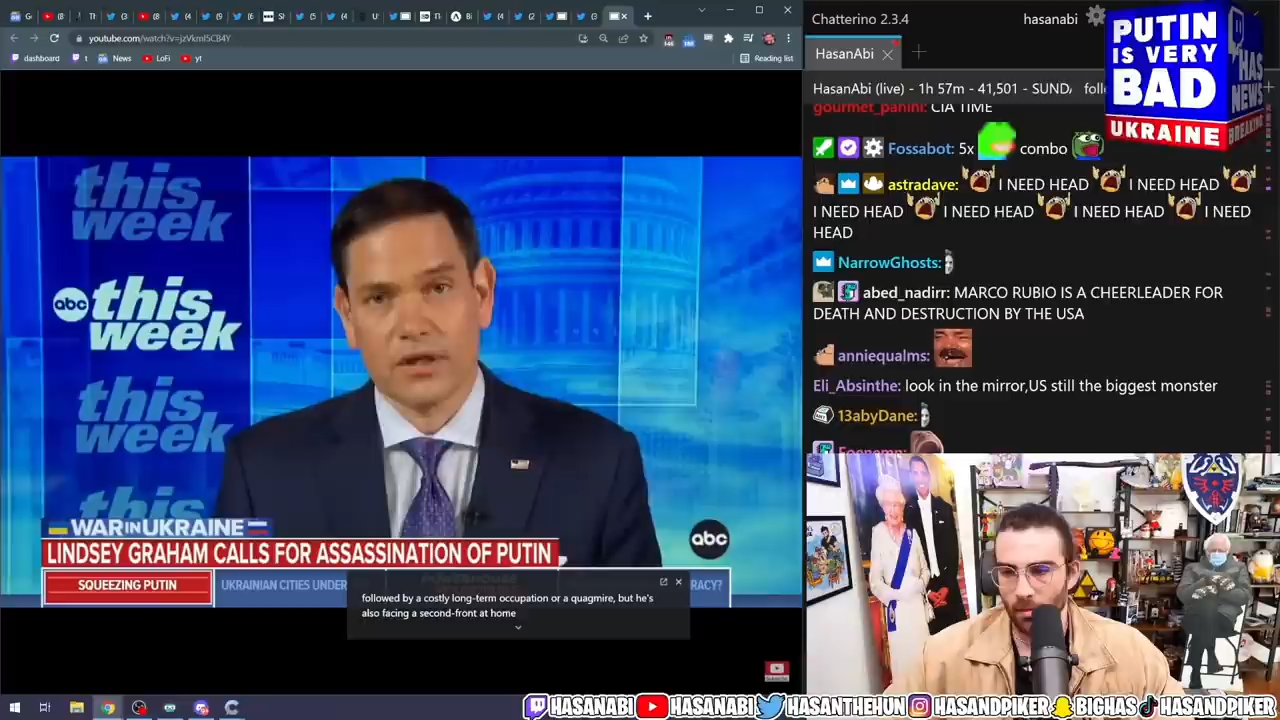 youtube.com/watch?v=jzVkmI5CB4Y
dashboard
t
News
LoFi
yt
Reading list
this
week
abc this
week
this
week
this
WAR IN UKRAINE
LINDSEY GRAHAM CALLS FOR ASSASSINATION OF PUTIN
abc
SQUEEZING PUTIN
UKRAINIAN CITIES UNDER
RACY?
followed by a costly long-term occupation or a quagmire, but he's
also facing a second-front at home
Chatterino 2.3.4
hasanabi
HasanAbi
HasanAbi (live) - 1h 57m - 41,501 - SUND
foll
PUTIN
IS VERY
BAD
UKRAINE
HAS
NEWS
BREAKING
gourmet_panini: CIA TIME
Fossabot: 5x combo
astradave: I NEED HEAD I NEED HEAD
I NEED HEAD I NEED HEAD I NEED HEAD I NEED
HEAD
NarrowGhosts:
abed_nadirr: MARCO RUBIO IS A CHEERLEADER FOR
DEATH AND DESTRUCTION BY THE USA
anniequalms:
Eli_Absinthe: look in the mirror,US still the biggest monster
13abyDane:
HASANABI HASANABI HASANTHEHUN HASANDPIKER BIGHAS HASANDPIKER